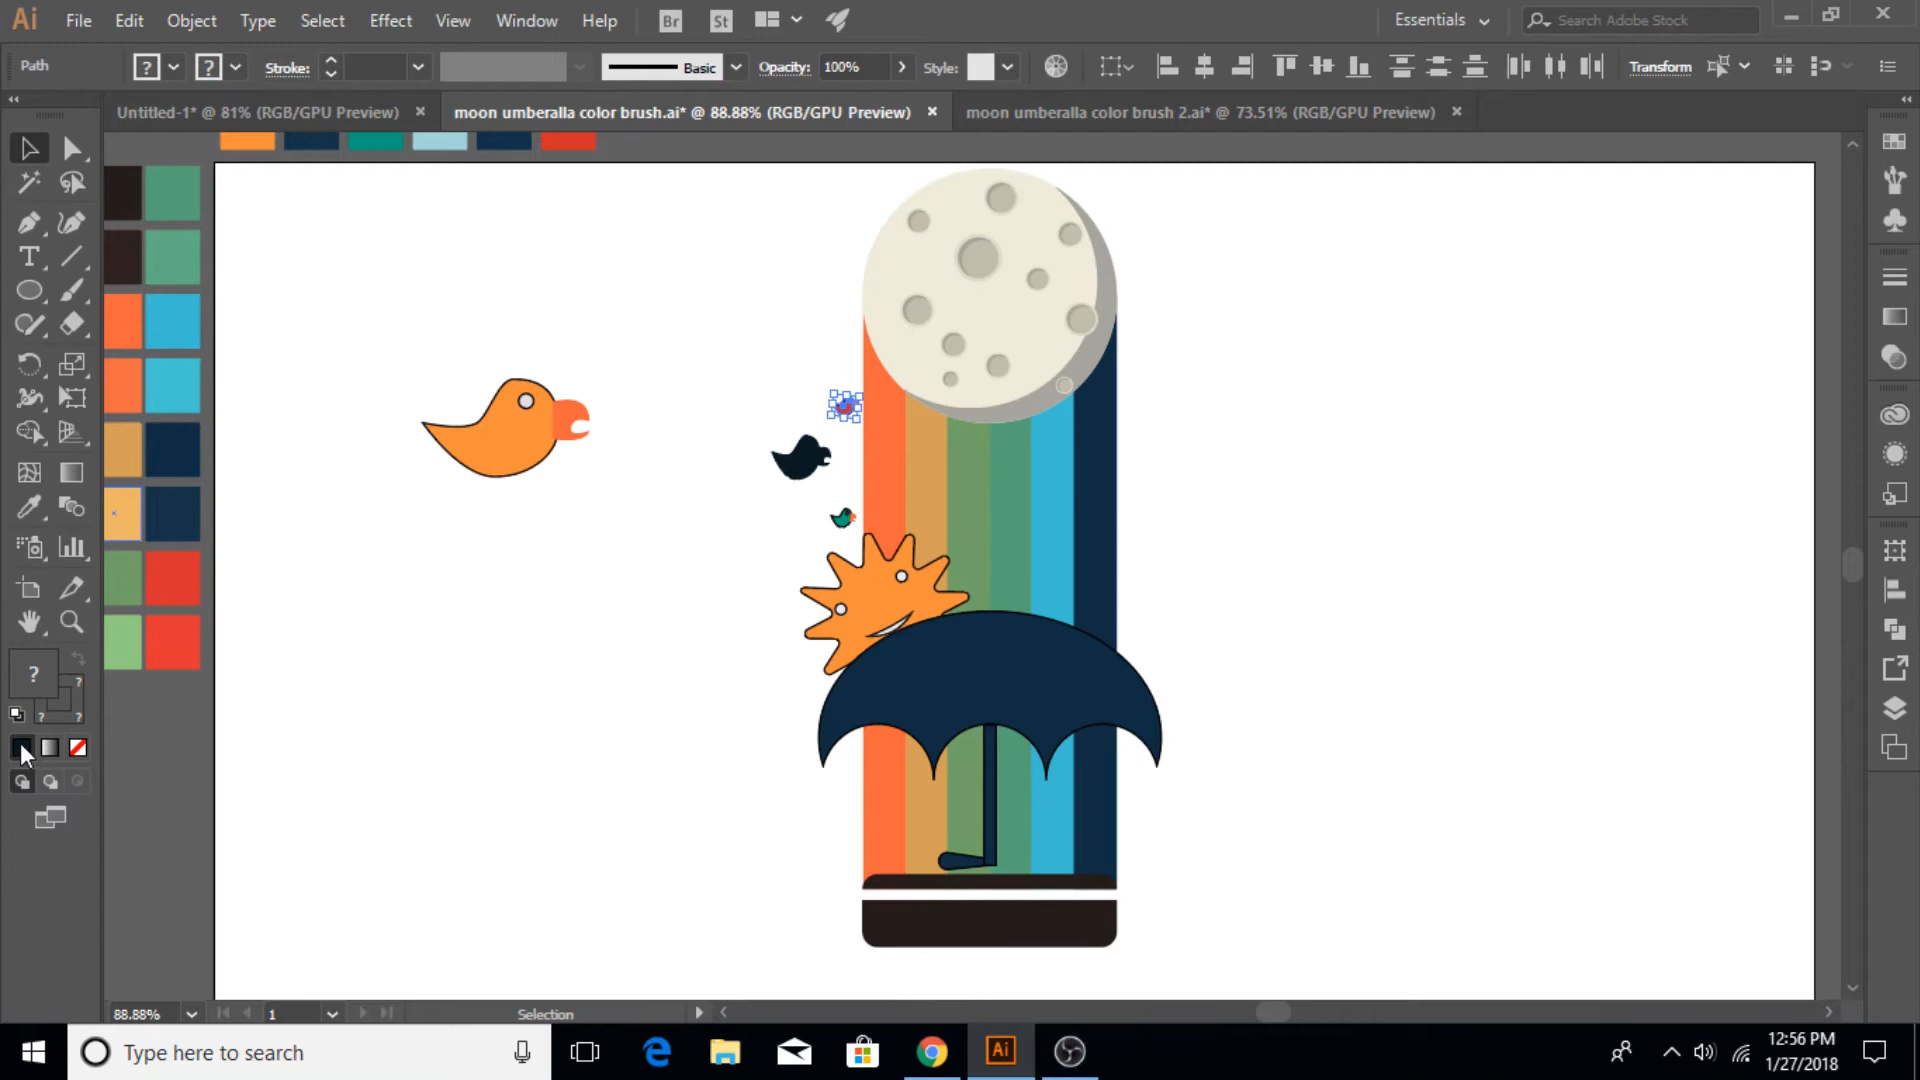 Ai File Edit Object Type Select Effect View Window Help Br St Essentials Search Adobe Stock
Path ? ? Stroke: Basic Opacity: 100% Style: Transform
Untitled-1* @ 81% (RGB/GPU Preview) × moon umberalla color brush.ai* @ 88.88% (RGB/GPU Preview) × moon umberalla color brush 2.ai* @ 73.51% (RGB/GPU Preview) ×
T
?
?
? ?
88.88% 1 Selection
Type here to search Ai 12:56 PM
1/27/2018